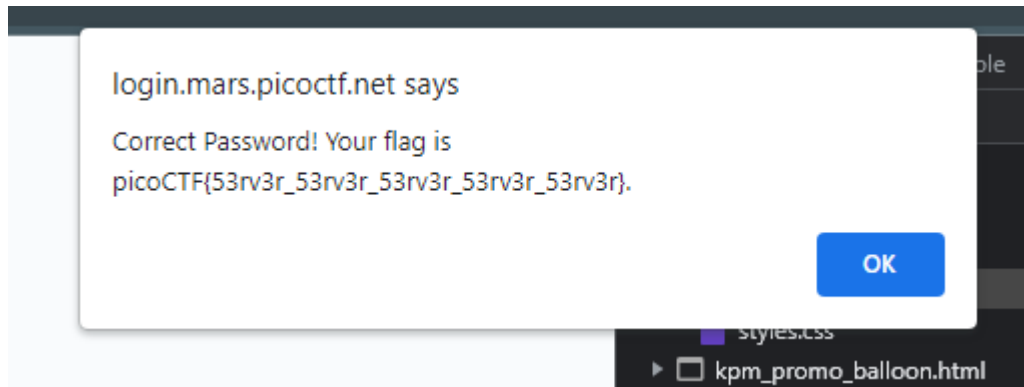 login.mars.picoctf.net says
Correct Password! Your flag is
picoCTF{53rv3r_53rv3r_53rv3r_53rv3r_53rv3r}.
OK
styles.css
kpm_promo_balloon.html